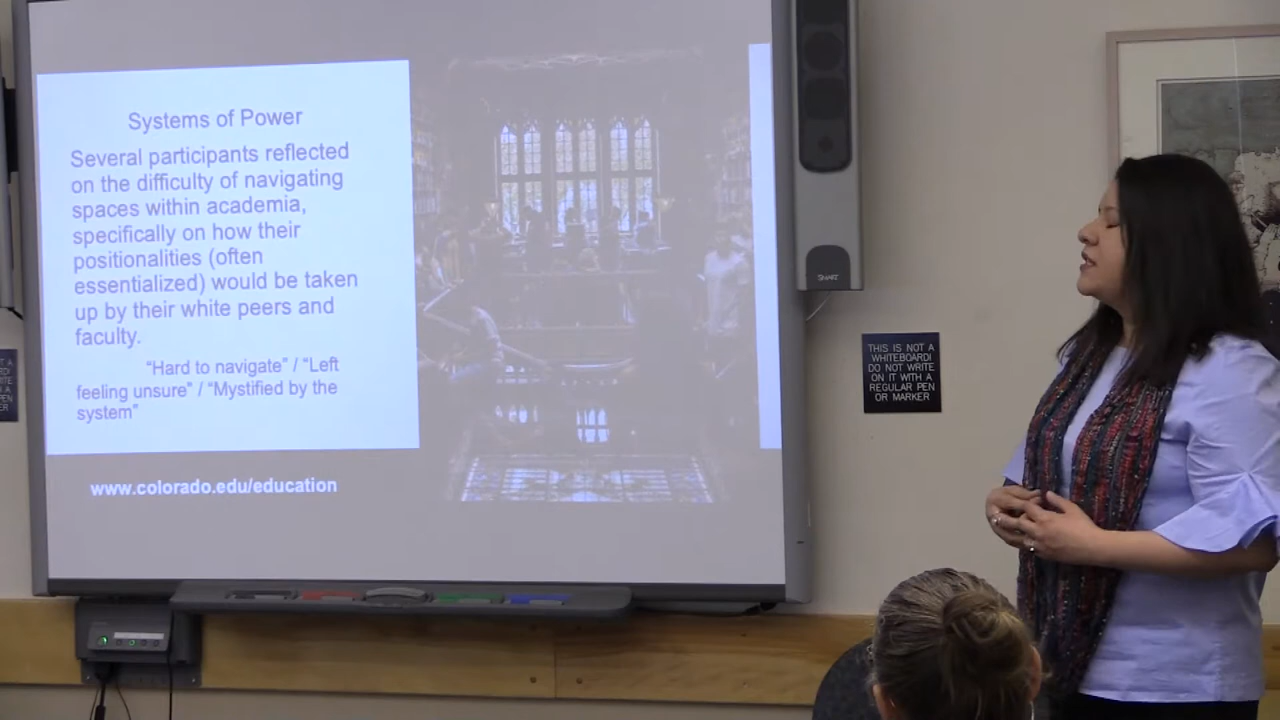 Systems of Power
Several participants reflected
on the difficulty of navigating
spaces within academia,
specifically on how their
positionalities (often
essentialized) would be taken
up by their white peers and
faculty.
"Hard to navigate" / "Left
feeling unsure" / "Mystified by the
system"
www.colorado.edu/education
SMART
THIS IS NOT A
WHITEBOARD!
DO NOT WRITE
ON IT WITH A
REGULAR PEN
OR MARKER